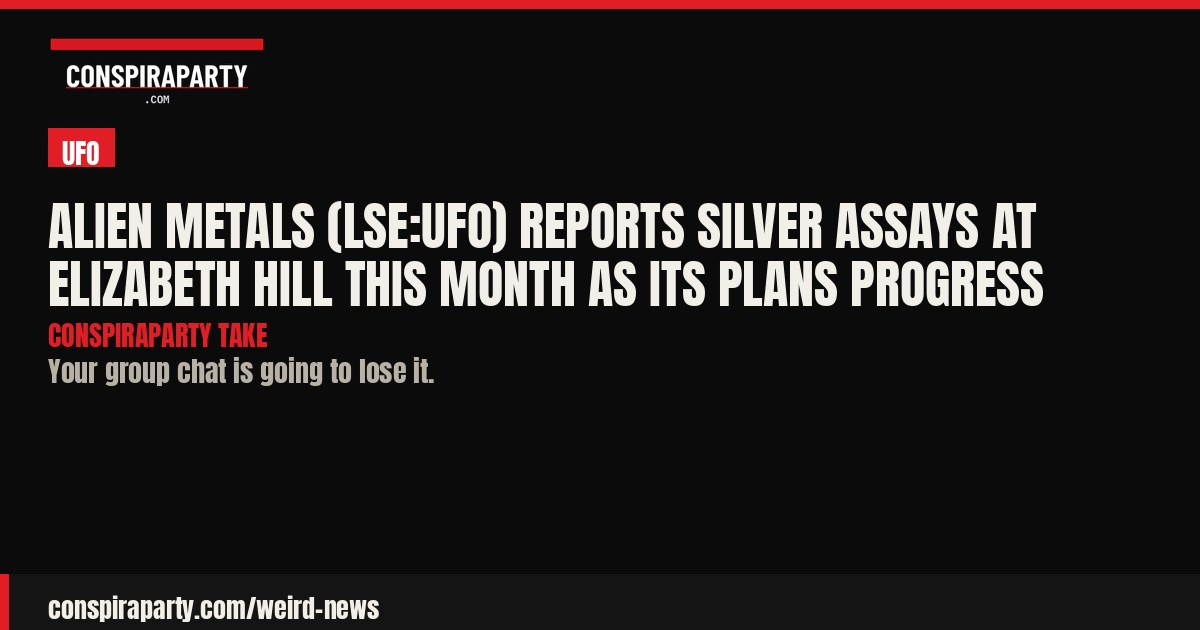 CONSPIRAPARTY
.COM
UFO
ALIEN METALS (LSE:UFO) REPORTS SILVER ASSAYS AT
ELIZABETH HILL THIS MONTH AS ITS PLANS PROGRESS
CONSPIRAPARTY TAKE
Your group chat is going to lose it.
conspiraparty.com/weird-news